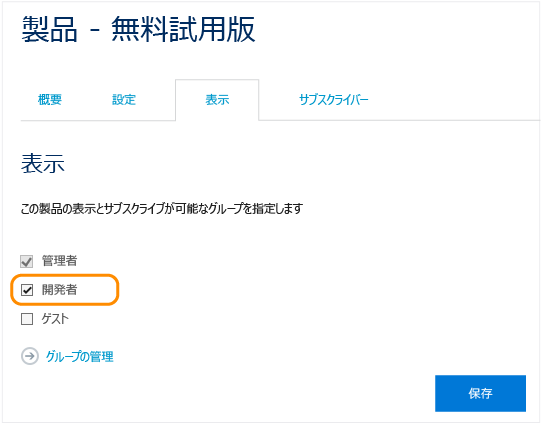 製品 - 無料試用版
概要 設定 表示 サブスクライバー
表示
この製品の表示とサブスクライブが可能なグループを指定します
管理者
開発者
ゲスト
グループの管理
保存